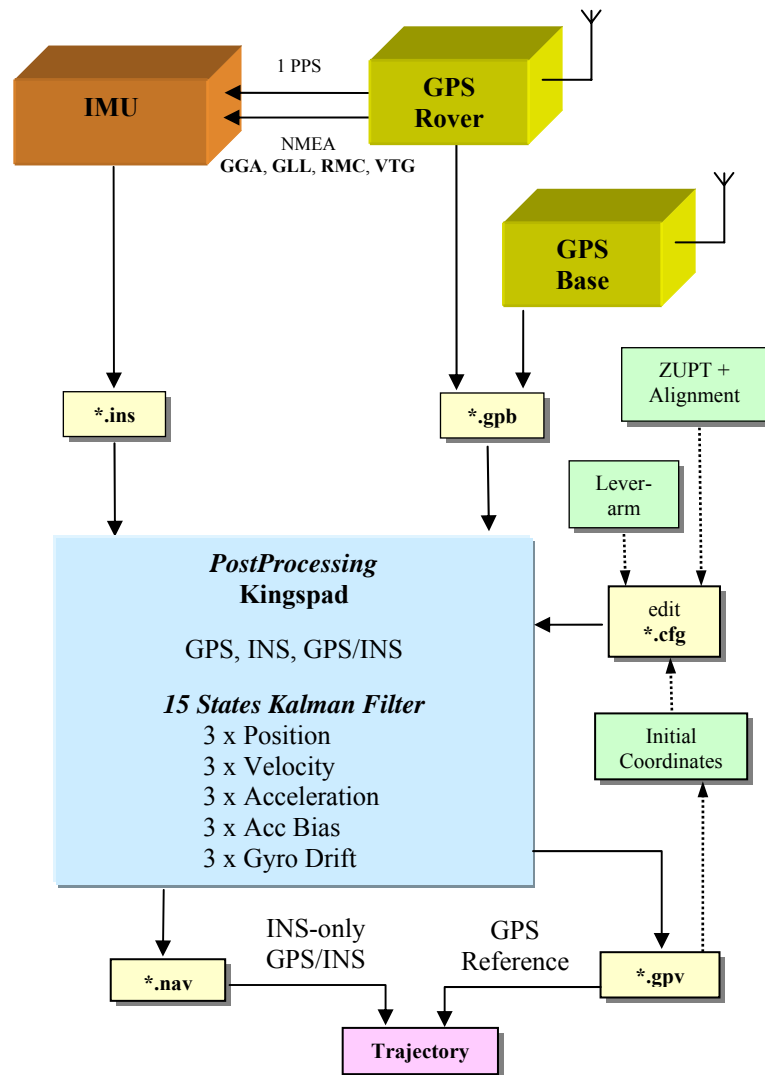 1 PPS
IMU
GPS
Rover
NMEA
GGA, GLL, RMC, VTG
GPS
Base
ZUPT +
Alignment
*.ins
*.gpb
Lever-
arm
PostProcessing
Kingspad
edit
*.cfg
GPS, INS, GPS/INS
15 States Kalman Filter
3 x Position
3 x Velocity
3 x Acceleration
3 x Acc Bias
3 x Gyro Drift
Initial
Coordinates
INS-only
GPS/INS
GPS
Reference
*.nav
*.gpv
Trajectory